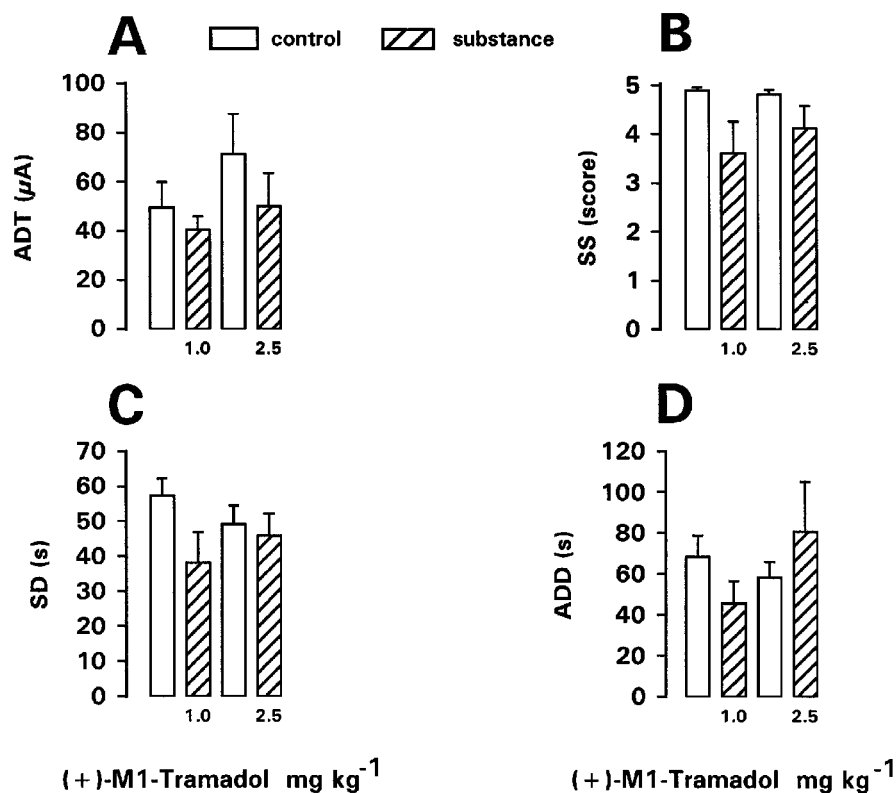 A
control
substance
B
100
80
60
40
20
0
ADT (µA)
1.0
2.5
5
4
3
2
1
0
SS (score)
1.0
2.5
C
70
60
50
40
30
20
10
0
SD (s)
1.0
2.5
D
120
100
80
60
40
20
0
ADD (s)
1.0
2.5
(+)-M1-Tramadol mg kg⁻¹
(+)-M1-Tramadol mg kg⁻¹